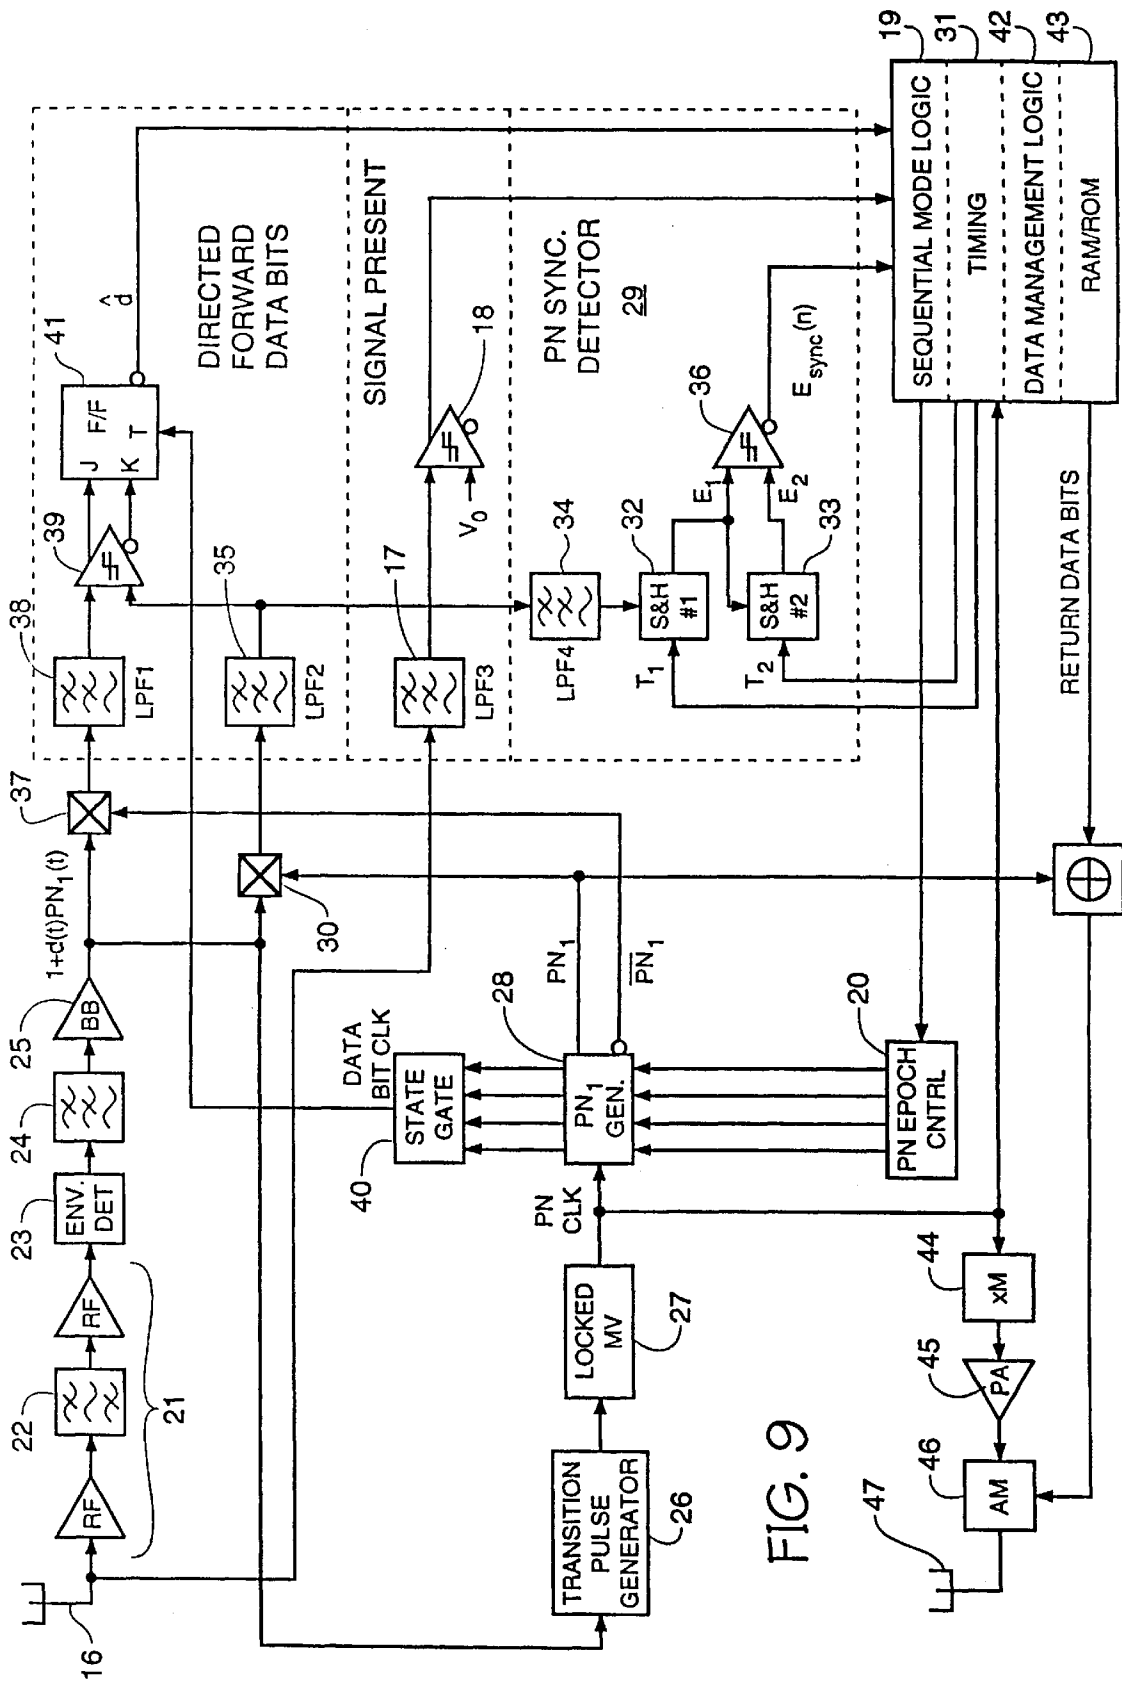 16
RF
22
RF
21
23
ENV.
DET
24
25
BB
1+d(t)PN1(t)
37
38
LPF1
39
J
K
F/F
T
41
d̂
DIRECTED
FORWARD
DATA BITS
30
35
LPF2
SIGNAL PRESENT
17
LPF3
V0
18
PN SYNC.
DETECTOR
29
34
LPF4
32
S&H
#1
T1
S&H
#2
T2
33
E1
E2
36
Esync(n)
DATA
BIT CLK
STATE
GATE
40
28
PN1
GEN.
PN1
P̅N̅1
PN
CLK
LOCKED
MV
27
TRANSITION
PULSE
GENERATOR
26
20
PN EPOCH
CNTRL
19
31
42
43
SEQUENTIAL MODE LOGIC
TIMING
DATA MANAGEMENT LOGIC
RAM/ROM
RETURN DATA BITS
44
xM
45
PA
46
AM
47
FIG. 9